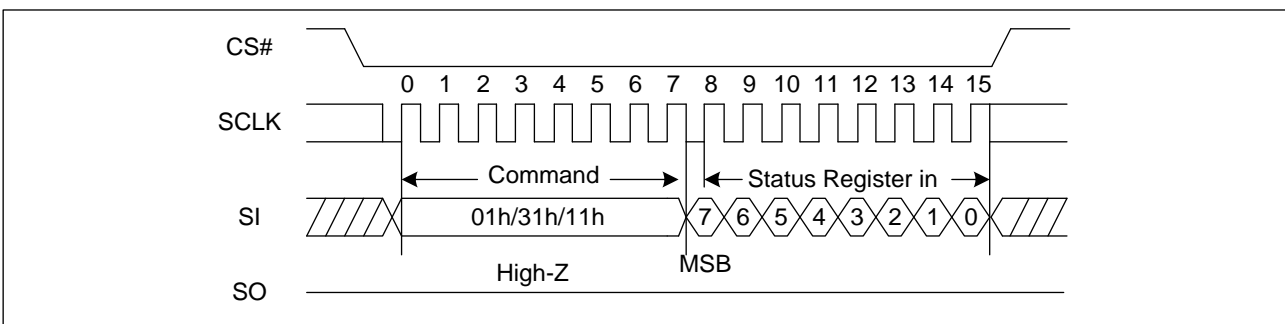 CS#
0 1 2 3 4 5 6 7 8 9 10 11 12 13 14 15
SCLK
Command Status Register in
SI 01h/31h/11h 7 6 5 4 3 2 1 0
High-Z MSB
SO